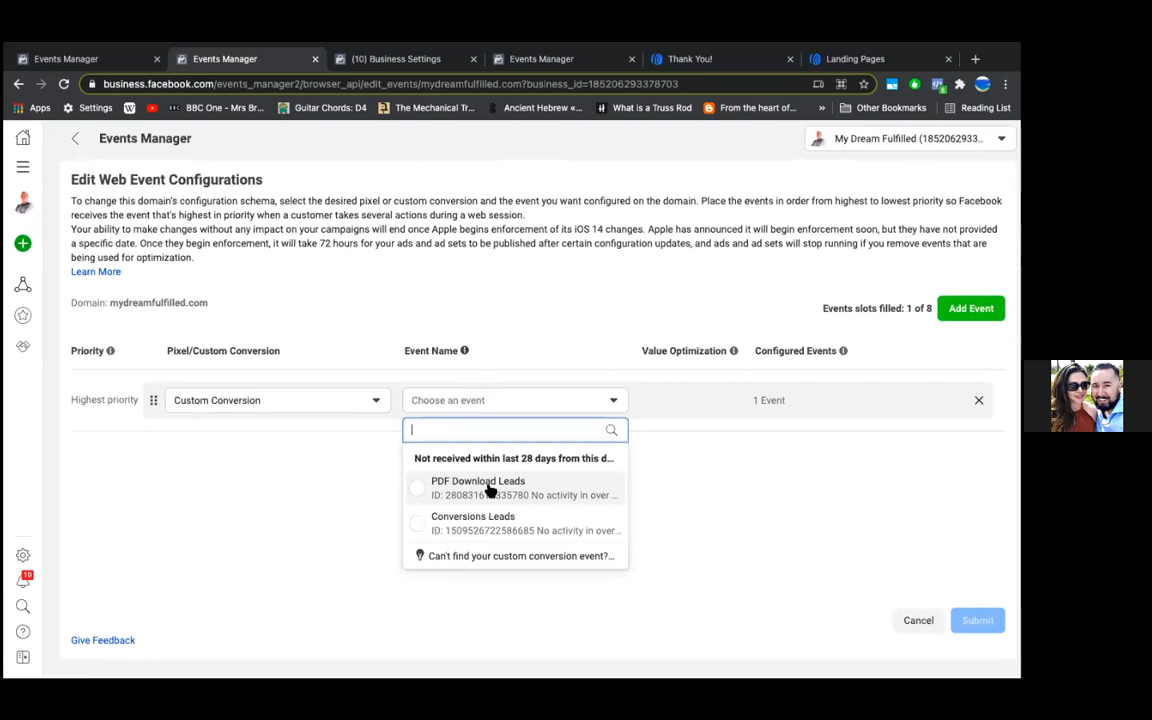 Events Manager
Events Manager
(10) Business Settings
Events Manager
Thank You!
Landing Pages
business.facebook.com/events_manager2/browser_api/edit_events/mydreamfulfilled.com?business_id=185206293378703
Apps
Settings
BBC One - Mrs Br...
Guitar Chords: D4
The Mechanical Tr...
Ancient Hebrew «...
What is a Truss Rod
From the heart of...
»
Other Bookmarks
Reading List
Events Manager
My Dream Fulfilled (1852062933...
Edit Web Event Configurations
To change this domain's configuration schema, select the desired pixel or custom conversion and the event you want configured on the domain. Place the events in order from highest to lowest priority so Facebook
receives the event that's highest in priority when a customer takes several actions during a web session.
Your ability to make changes without any impact on your campaigns will end once Apple begins enforcement of its iOS 14 changes. Apple has announced it will begin enforcement soon, but they have not provided
a specific date. Once they begin enforcement, it will take 72 hours for your ads and ad sets to be published after certain configuration updates, and ads and ad sets will stop running if you remove events that are
being used for optimization.
Learn More
Domain: mydreamfulfilled.com
Events slots filled: 1 of 8
Add Event
Priority
Pixel/Custom Conversion
Event Name
Value Optimization
Configured Events
Highest priority
Custom Conversion
Choose an event
1 Event
Not received within last 28 days from this d...
PDF Download Leads
No activity in over ...
Conversions Leads
ID: 1509526722586685 No activity in over...
Can't find your custom conversion event?...
10
Cancel
Submit
Give Feedback